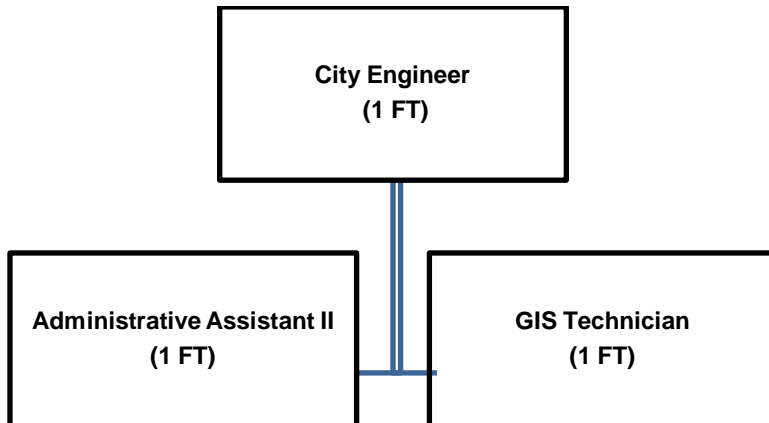 City Engineer
(1 FT)
Administrative Assistant II
(1 FT)
GIS Technician
(1 FT)